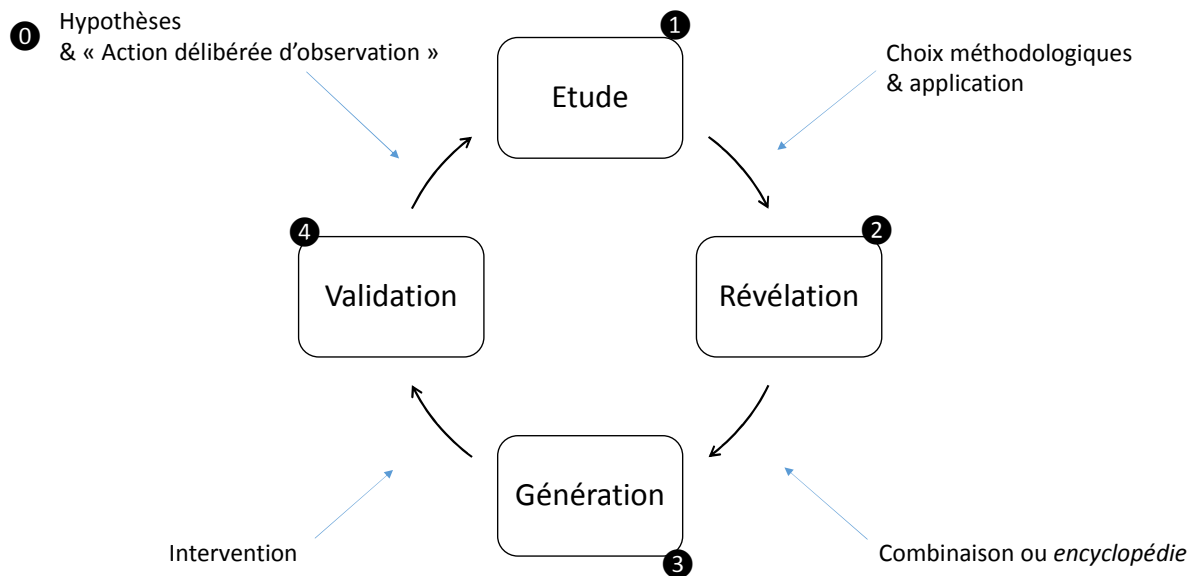 0
Hypothèses
& « Action délibérée d'observation »
1
Etude
Choix méthodologiques
& application
2
Révélation
4
Validation
Génération
3
Intervention
Combinaison ou encyclopédie